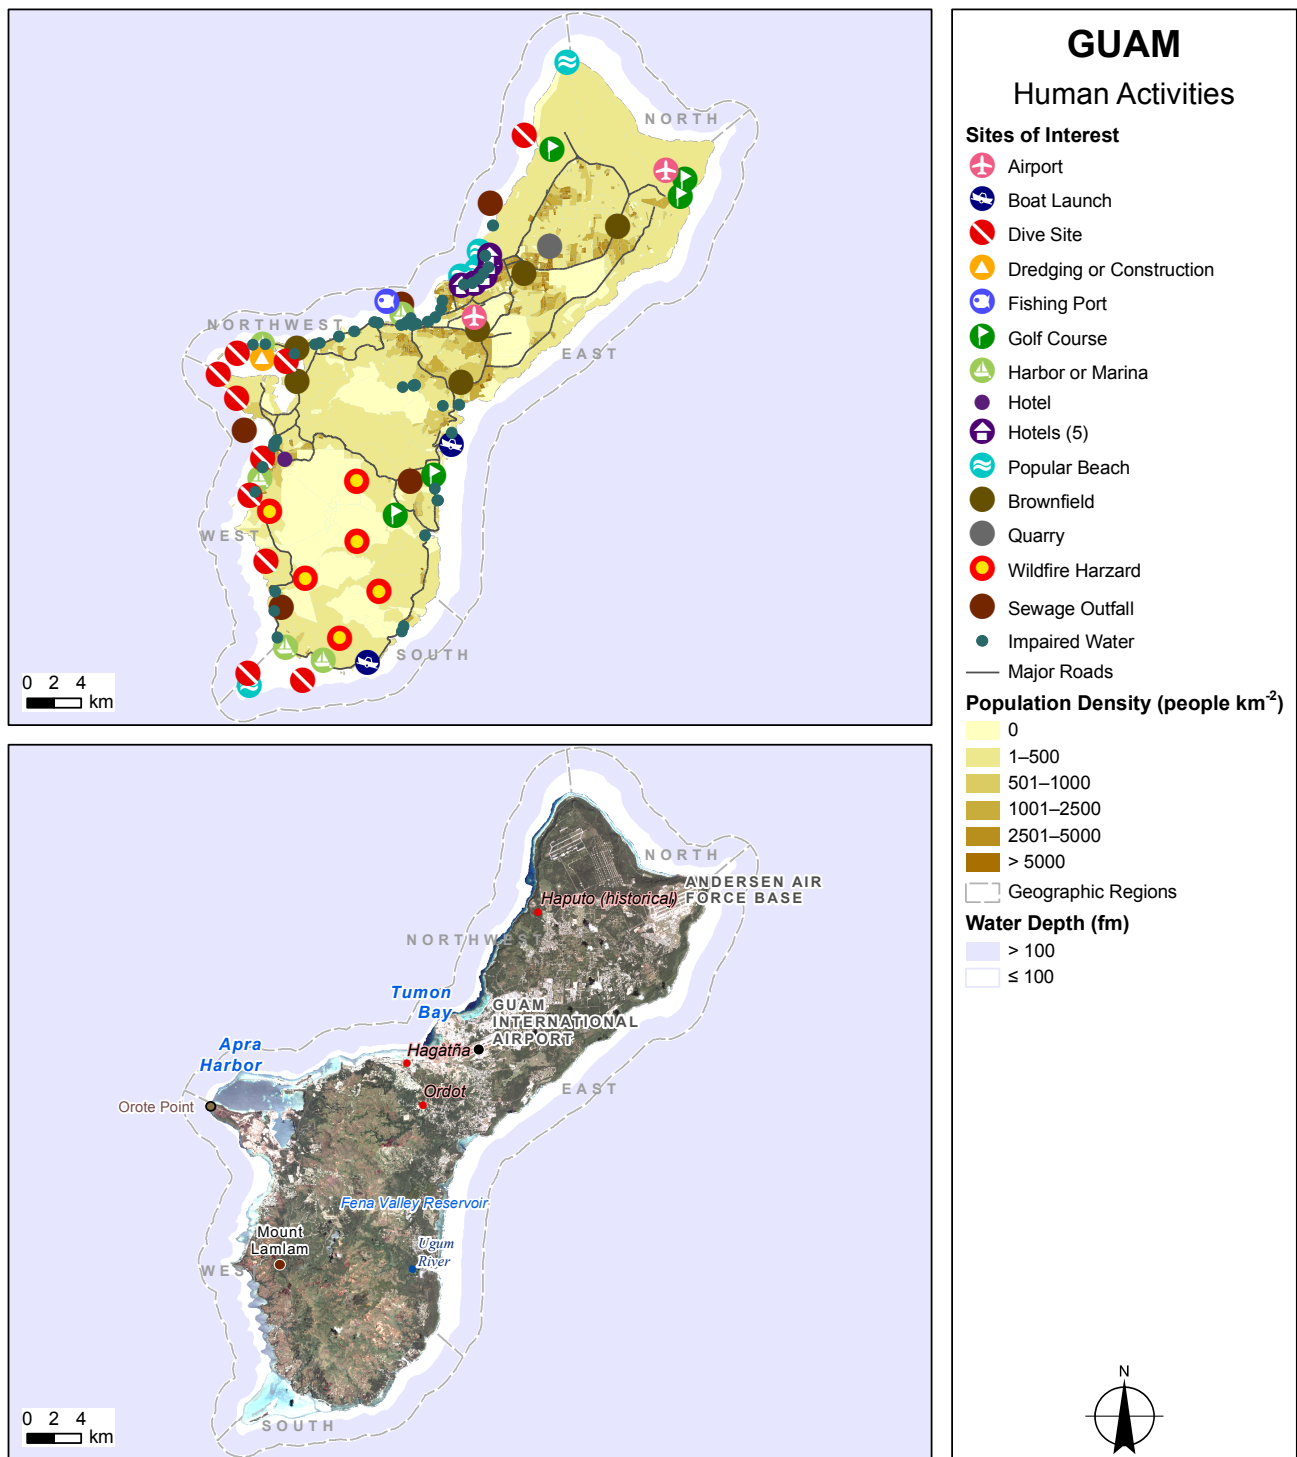 NORTH
NORTHWEST
EAST
WEST
SOUTH
0 2 4
km
GUAM
Human Activities
Sites of Interest
Airport
Boat Launch
Dive Site
Dredging or Construction
Fishing Port
Golf Course
Harbor or Marina
Hotel
Hotels (5)
Popular Beach
Brownfield
Quarry
Wildfire Harzard
Sewage Outfall
Impaired Water
Major Roads
Population Density (people km-2)
0
1–500
501–1000
1001–2500
2501–5000
> 5000
Geographic Regions
Water Depth (fm)
> 100
≤ 100
N
NORTH
ANDERSEN AIR
FORCE BASE
Haputo (historical)
NORTHWEST
Tumon
Bay
GUAM
INTERNATIONAL
AIRPORT
Apra
Harbor
Hagåtña
Orote Point
Ordot
EAST
Fena Valley Reservoir
Mount
Lamlam
Ugum
River
WEST
SOUTH
0 2 4
km